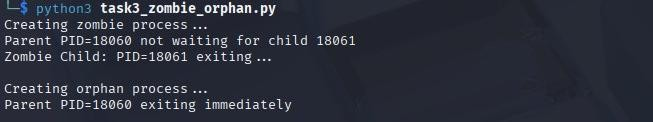 └─$ python3 task3_zombie_orphan.py
Creating zombie process...
Parent PID=18060 not waiting for child 18061
Zombie Child: PID=18061 exiting...

Creating orphan process...
Parent PID=18060 exiting immediately